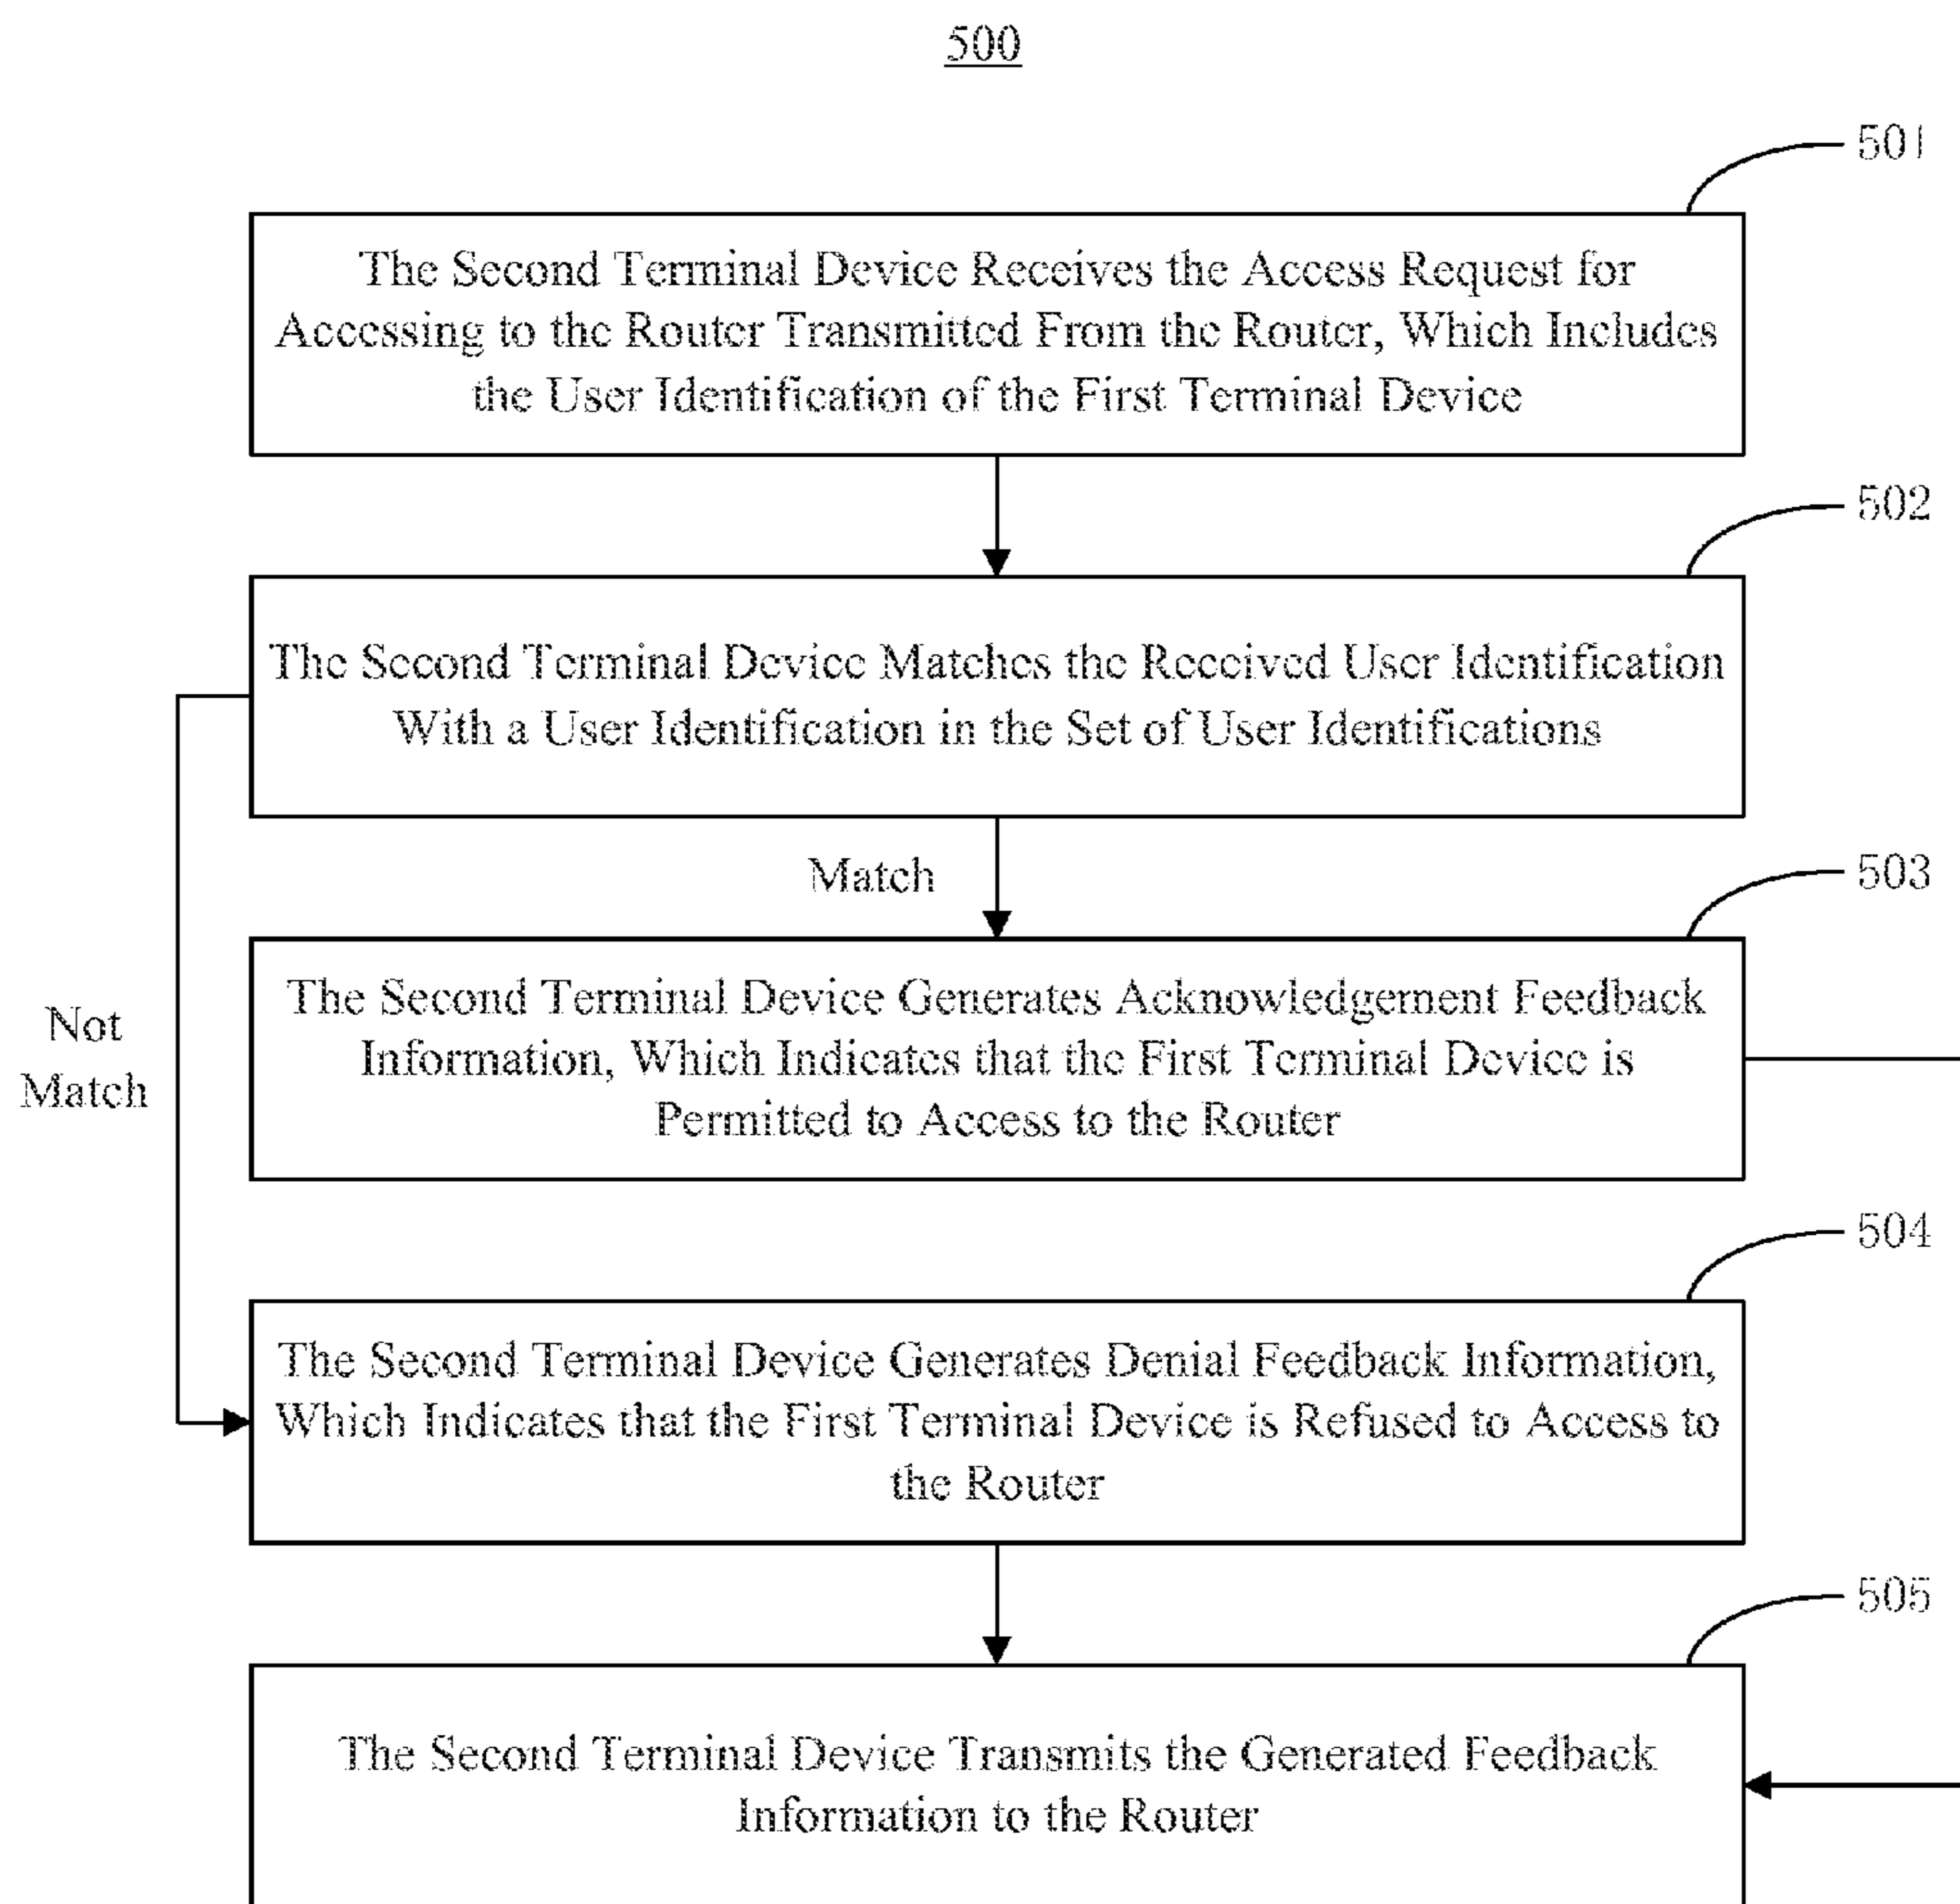 500
501
The Second Terminal Device Receives the Access Request for
Accessing to the Router Transmitted From the Router, Which Includes
the User Identification of the First Terminal Device
502
The Second Terminal Device Matches the Received User Identification
With a User Identification in the Set of User Identifications
Match
503
Not
Match
The Second Terminal Device Generates Acknowledgement Feedback
Information, Which Indicates that the First Terminal Device is
Permitted to Access to the Router
504
The Second Terminal Device Generates Denial Feedback Information,
Which Indicates that the First Terminal Device is Refused to Access to
the Router
505
The Second Terminal Device Transmits the Generated Feedback
Information to the Router